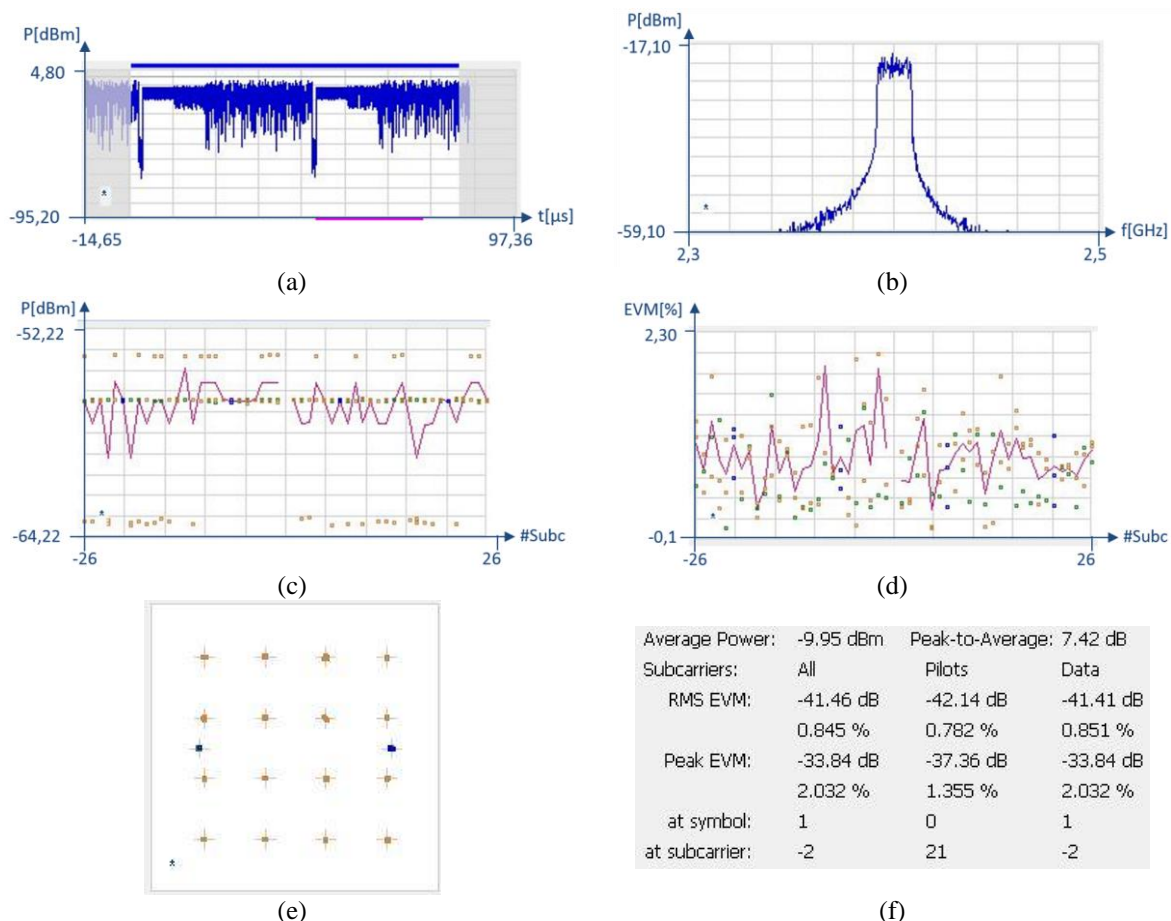 P[dBm]
4,80
-95,20
-14,65
97,36
t[µs]
*
(a)
P[dBm]
-17,10
-59,10
2,3
2,5
f[GHz]
*
(b)
P[dBm]
-52,22
-64,22
-26
26
#Subc
*
(c)
EVM[%]
2,30
-0,1
-26
26
#Subc
*
(d)
*
(e)
Average Power: -9.95 dBm Peak-to-Average: 7.42 dB
Subcarriers: All Pilots Data
RMS EVM: -41.46 dB -42.14 dB -41.41 dB
0.845 % 0.782 % 0.851 %
Peak EVM: -33.84 dB -37.36 dB -33.84 dB
2.032 % 1.355 % 2.032 %
at symbol: 1 0 1
at subcarrier: -2 21 -2
(f)